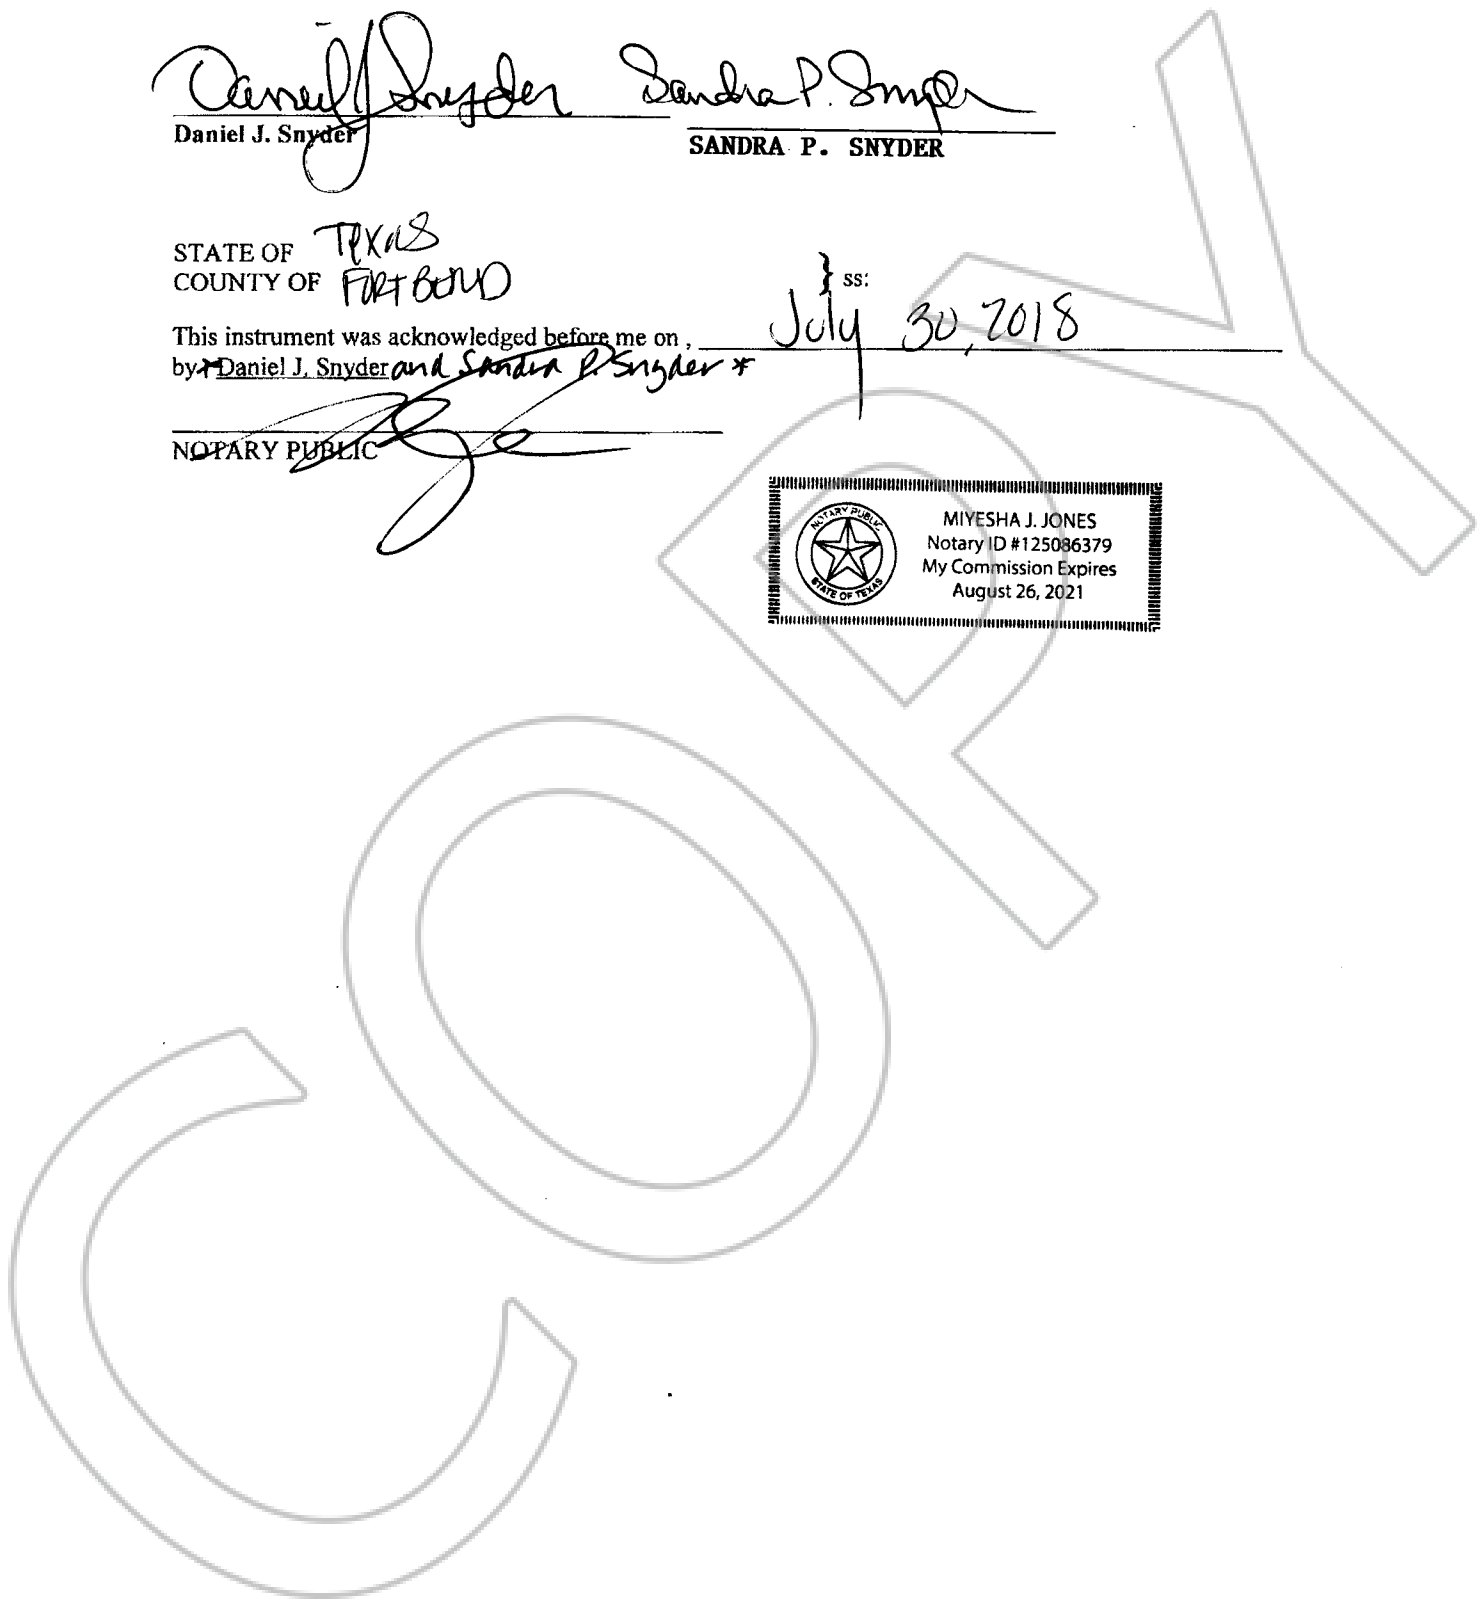 Daniel J. Snyder Sandra P. Snyder
Daniel J. Snyder
SANDRA P. SNYDER
STATE OF Texas
COUNTY OF FORT BEND
} ss:
This instrument was acknowledged before me on , July 30, 2018
by *Daniel J. Snyder and Sandra P. Snyder *
NOTARY PUBLIC
NOTARY PUBLIC
STATE OF TEXAS
MIYESHA J. JONES
Notary ID #125086379
My Commission Expires
August 26, 2021
COPY